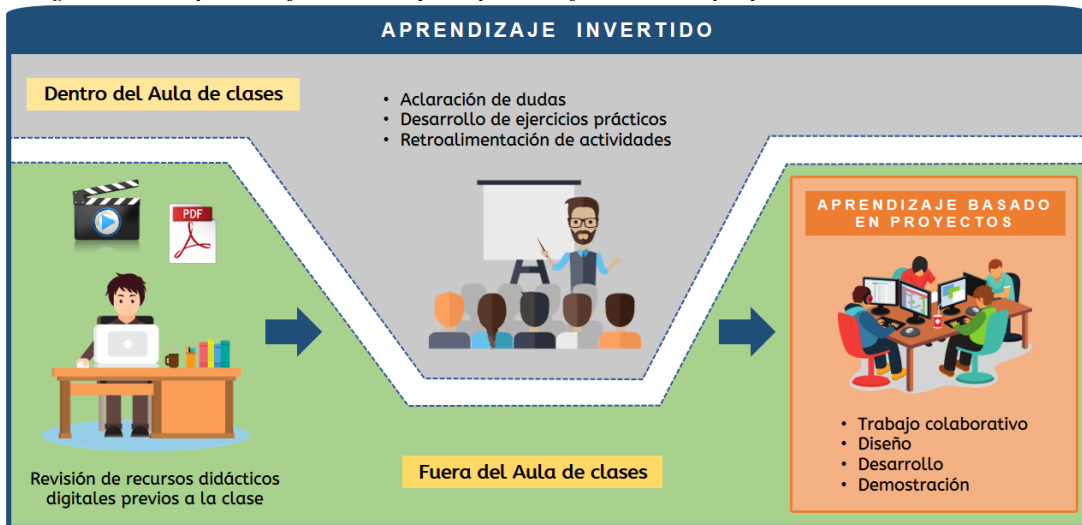 APRENDIZAJE INVERTIDO
Dentro del Aula de clases
• Aclaración de dudas
• Desarrollo de ejercicios prácticos
• Retroalimentación de actividades
PDF
Revisión de recursos didácticos
digitales previos a la clase
Fuera del Aula de clases
APRENDIZAJE BASADO
EN PROYECTOS
• Trabajo colaborativo
• Diseño
• Desarrollo
• Demostración